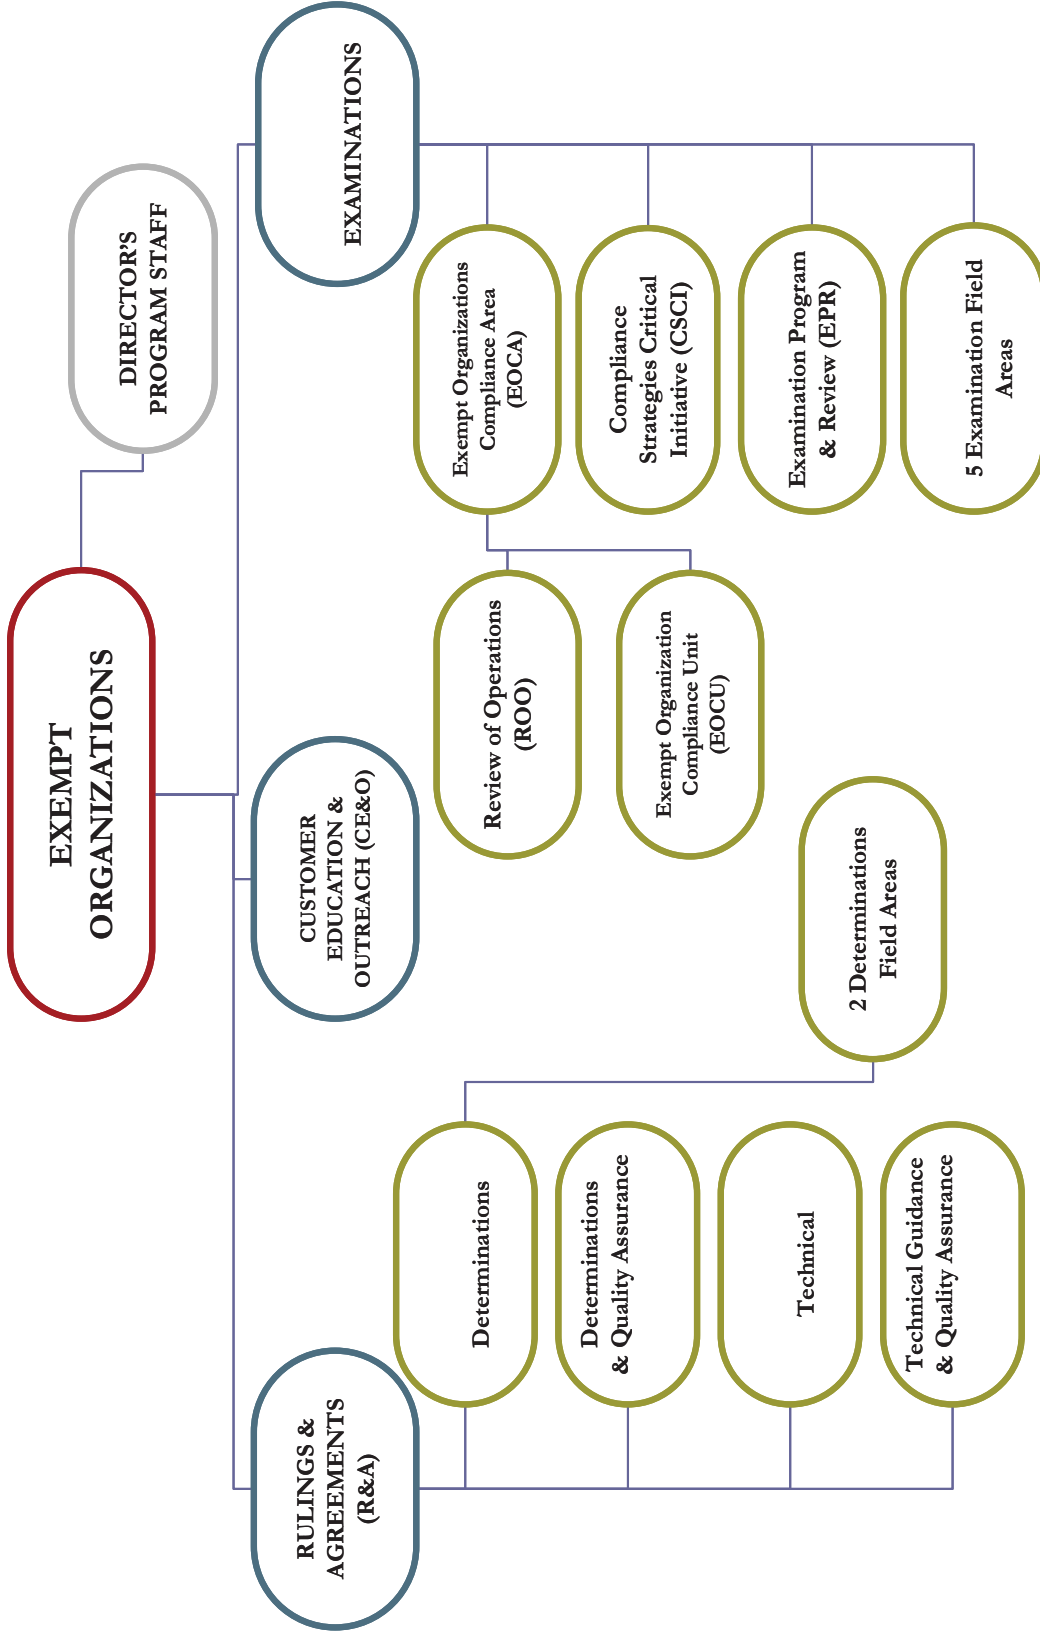 EXEMPT
ORGANIZATIONS
DIRECTOR'S
PROGRAM STAFF
RULINGS &
AGREEMENTS
(R&A)
CUSTOMER
EDUCATION &
OUTREACH (CE&O)
EXAMINATIONS
Determinations
Determinations
& Quality Assurance
Technical
Technical Guidance
& Quality Assurance
2 Determinations
Field Areas
Exempt Organizations
Compliance Area
(EOCA)
Compliance
Strategies Critical
Initiative (CSCI)
Examination Program
& Review (EPR)
5 Examination Field
Areas
Review of Operations
(ROO)
Exempt Organization
Compliance Unit
(EOCU)